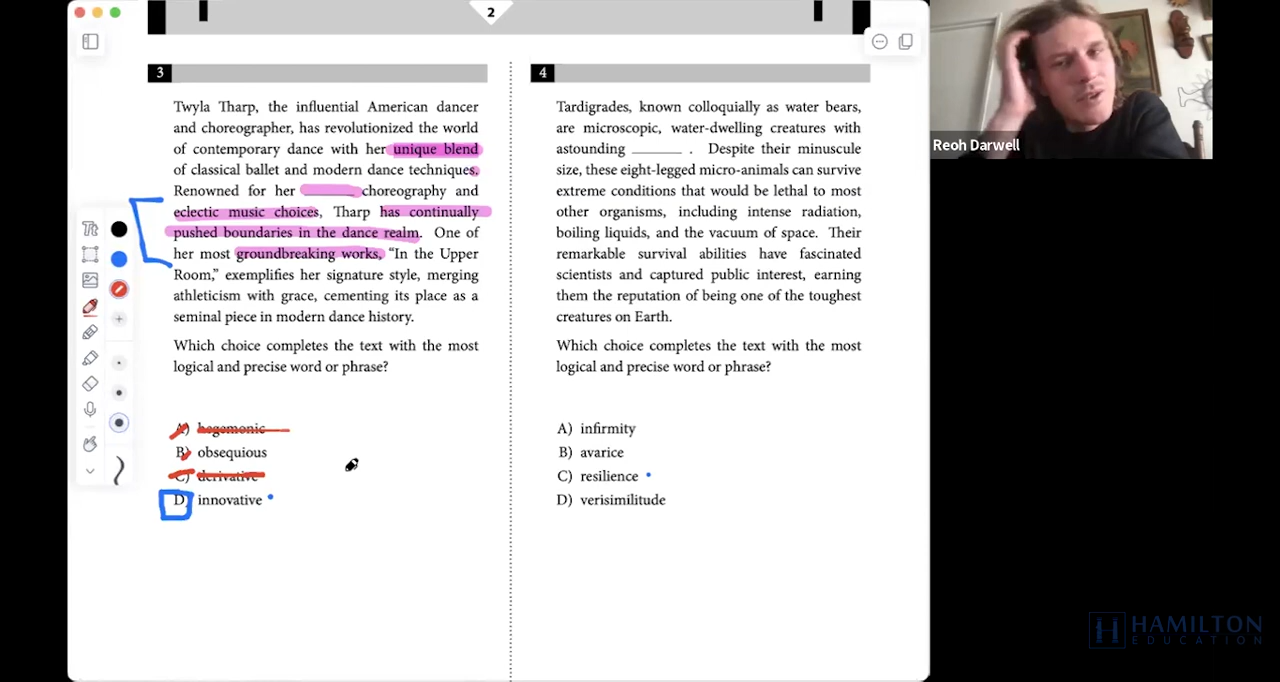 2
3
Twyla Tharp, the influential American dancer
and choreographer, has revolutionized the world
of contemporary dance with her unique blend
of classical ballet and modern dance techniques.
Renowned for her ______ choreography and
eclectic music choices, Tharp has continually
pushed boundaries in the dance realm. One of
her most groundbreaking works, “In the Upper
Room,” exemplifies her signature style, merging
athleticism with grace, cementing its place as a
seminal piece in modern dance history.
Which choice completes the text with the most
logical and precise word or phrase?
A) hegemonic
B) obsequious
C) derivative
D) innovative
4
Tardigrades, known colloquially as water bears,
are microscopic, water-dwelling creatures with
astounding ______ . Despite their minuscule
size, these eight-legged micro-animals can survive
extreme conditions that would be lethal to most
other organisms, including intense radiation,
boiling liquids, and the vacuum of space. Their
remarkable survival abilities have fascinated
scientists and captured public interest, earning
them the reputation of being one of the toughest
creatures on Earth.
Which choice completes the text with the most
logical and precise word or phrase?
A) infirmity
B) avarice
C) resilience
D) verisimilitude
Reoh Darwell
HAMILTON
EDUCATION